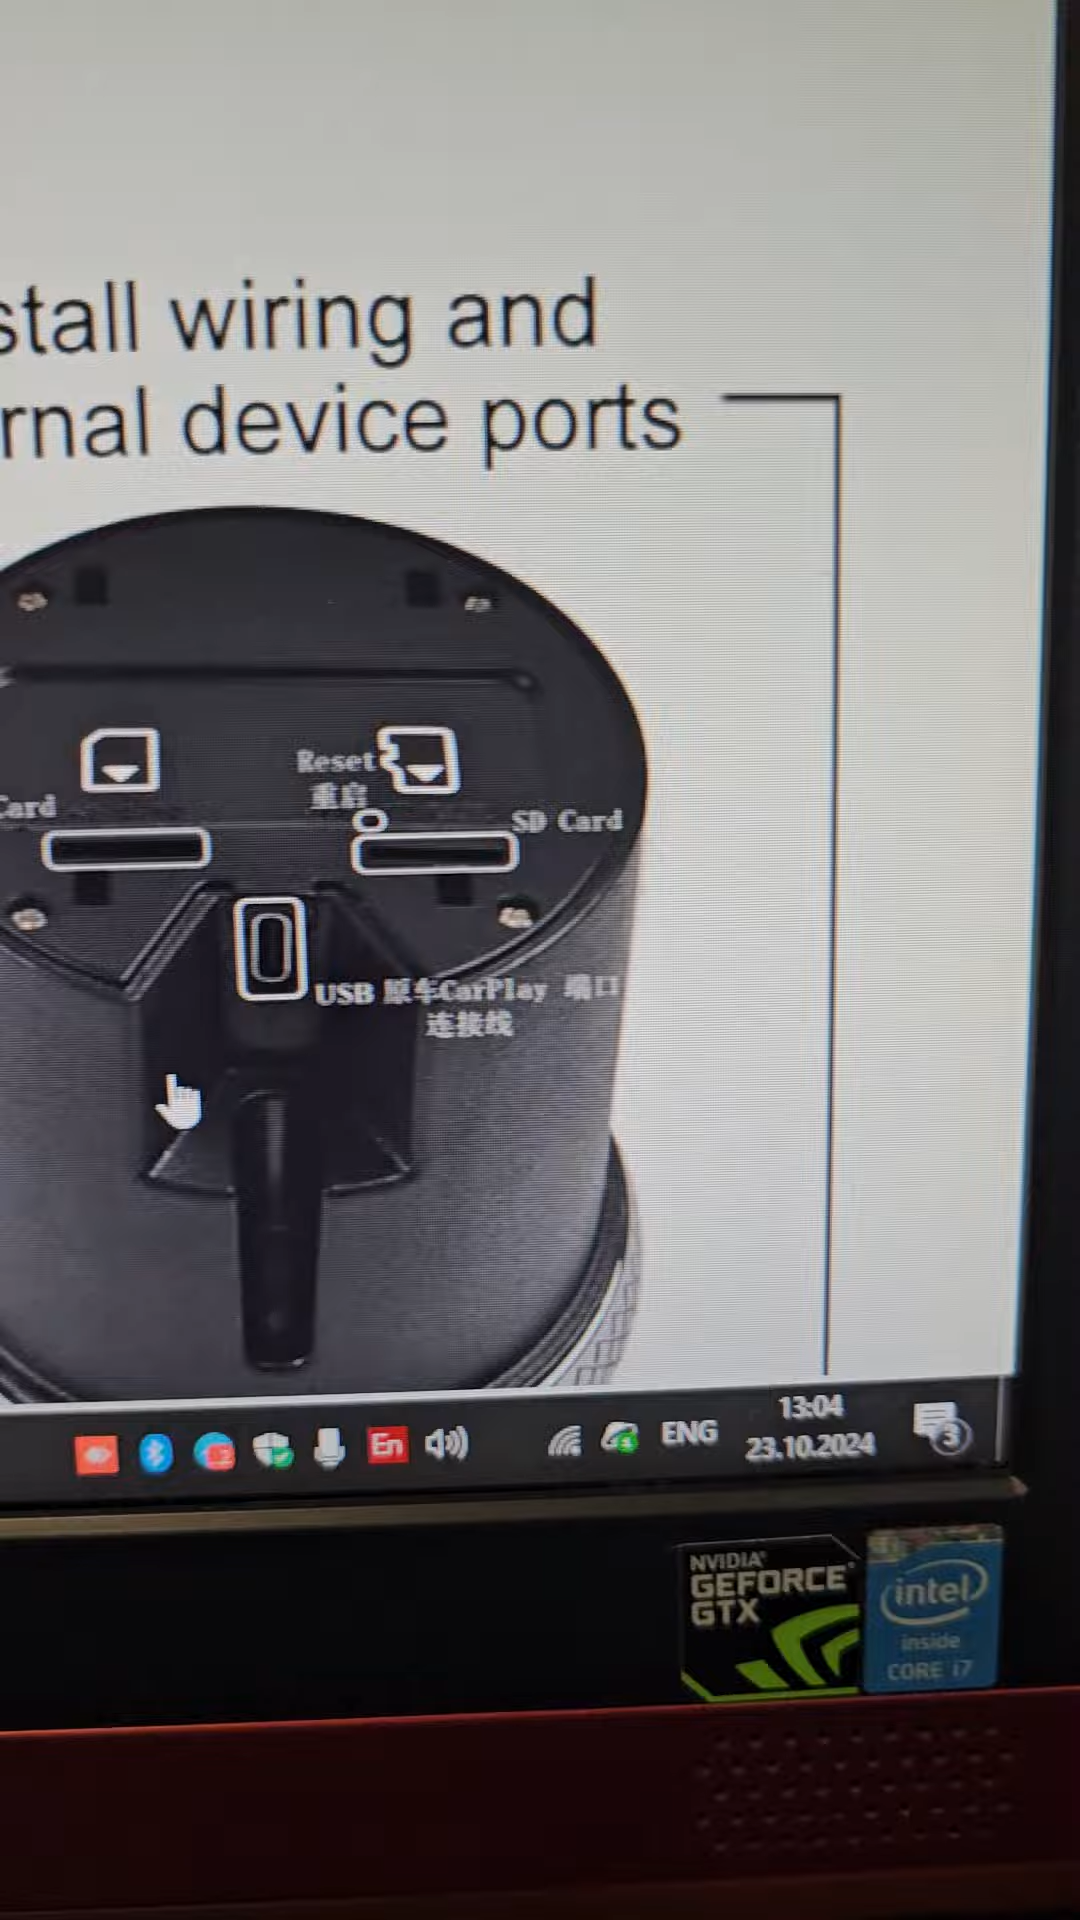 stall wiring and
rnal device ports
Reset
重启
Card
SD Card
USB 原车CarPlay 端口
连接线
En
ENG
13:04
23.10.2024
3
NVIDIA
GEFORCE
GTX
intel
inside
CORE i7